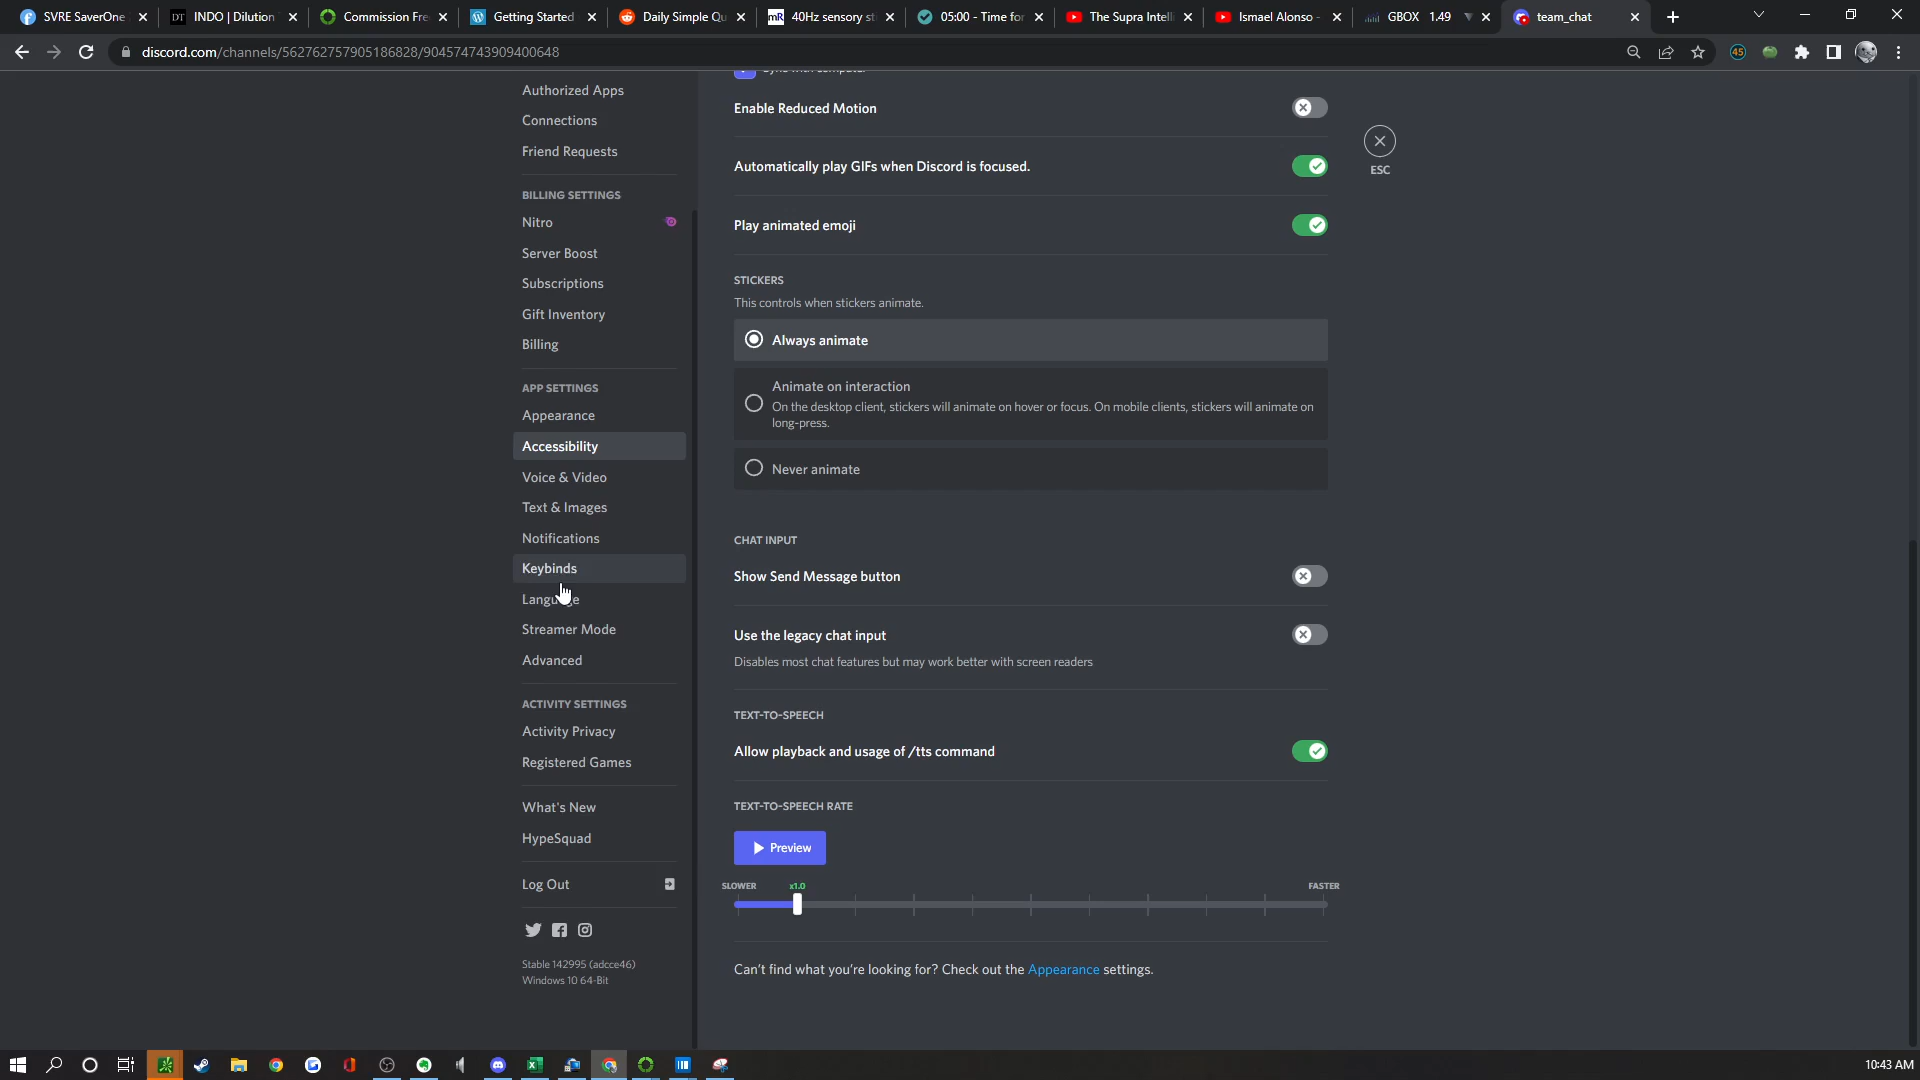 SVRE SaverOne
INDO | Dilution
Commission Fre
Getting Started
Daily Simple Qu
40Hz sensory st
05:00 - Time for
The Supra Intelli
Ismael Alonso -
GBOX 1.49
team_chat
discord.com/channels/562762757905186828/904574743909400648
45
Authorized Apps
Connections
Friend Requests
BILLING SETTINGS
Nitro
Server Boost
Subscriptions
Gift Inventory
Billing
APP SETTINGS
Appearance
Accessibility
Voice & Video
Text & Images
Notifications
Keybinds
Language
Streamer Mode
Advanced
ACTIVITY SETTINGS
Activity Privacy
Registered Games
What's New
HypeSquad
Log Out
Stable 142995 (adcce46)
Windows 10 64-Bit
Enable Reduced Motion
Automatically play GIFs when Discord is focused.
Play animated emoji
STICKERS
This controls when stickers animate.
Always animate
Animate on interaction
On the desktop client, stickers will animate on hover or focus. On mobile clients, stickers will animate on
long-press.
Never animate
CHAT INPUT
Show Send Message button
Use the legacy chat input
Disables most chat features but may work better with screen readers
TEXT-TO-SPEECH
Allow playback and usage of /tts command
TEXT-TO-SPEECH RATE
Preview
SLOWER
x1.0
FASTER
Can't find what you're looking for? Check out the Appearance settings.
ESC
10:43 AM